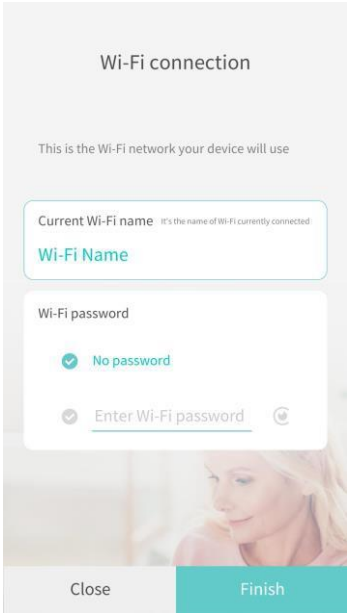 Wi-Fi connection
This is the Wi-Fi network your device will use
Current Wi-Fi name It's the name of Wi-Fi currently connected
Wi-Fi Name
Wi-Fi password
No password
Enter Wi-Fi password
Close Finish